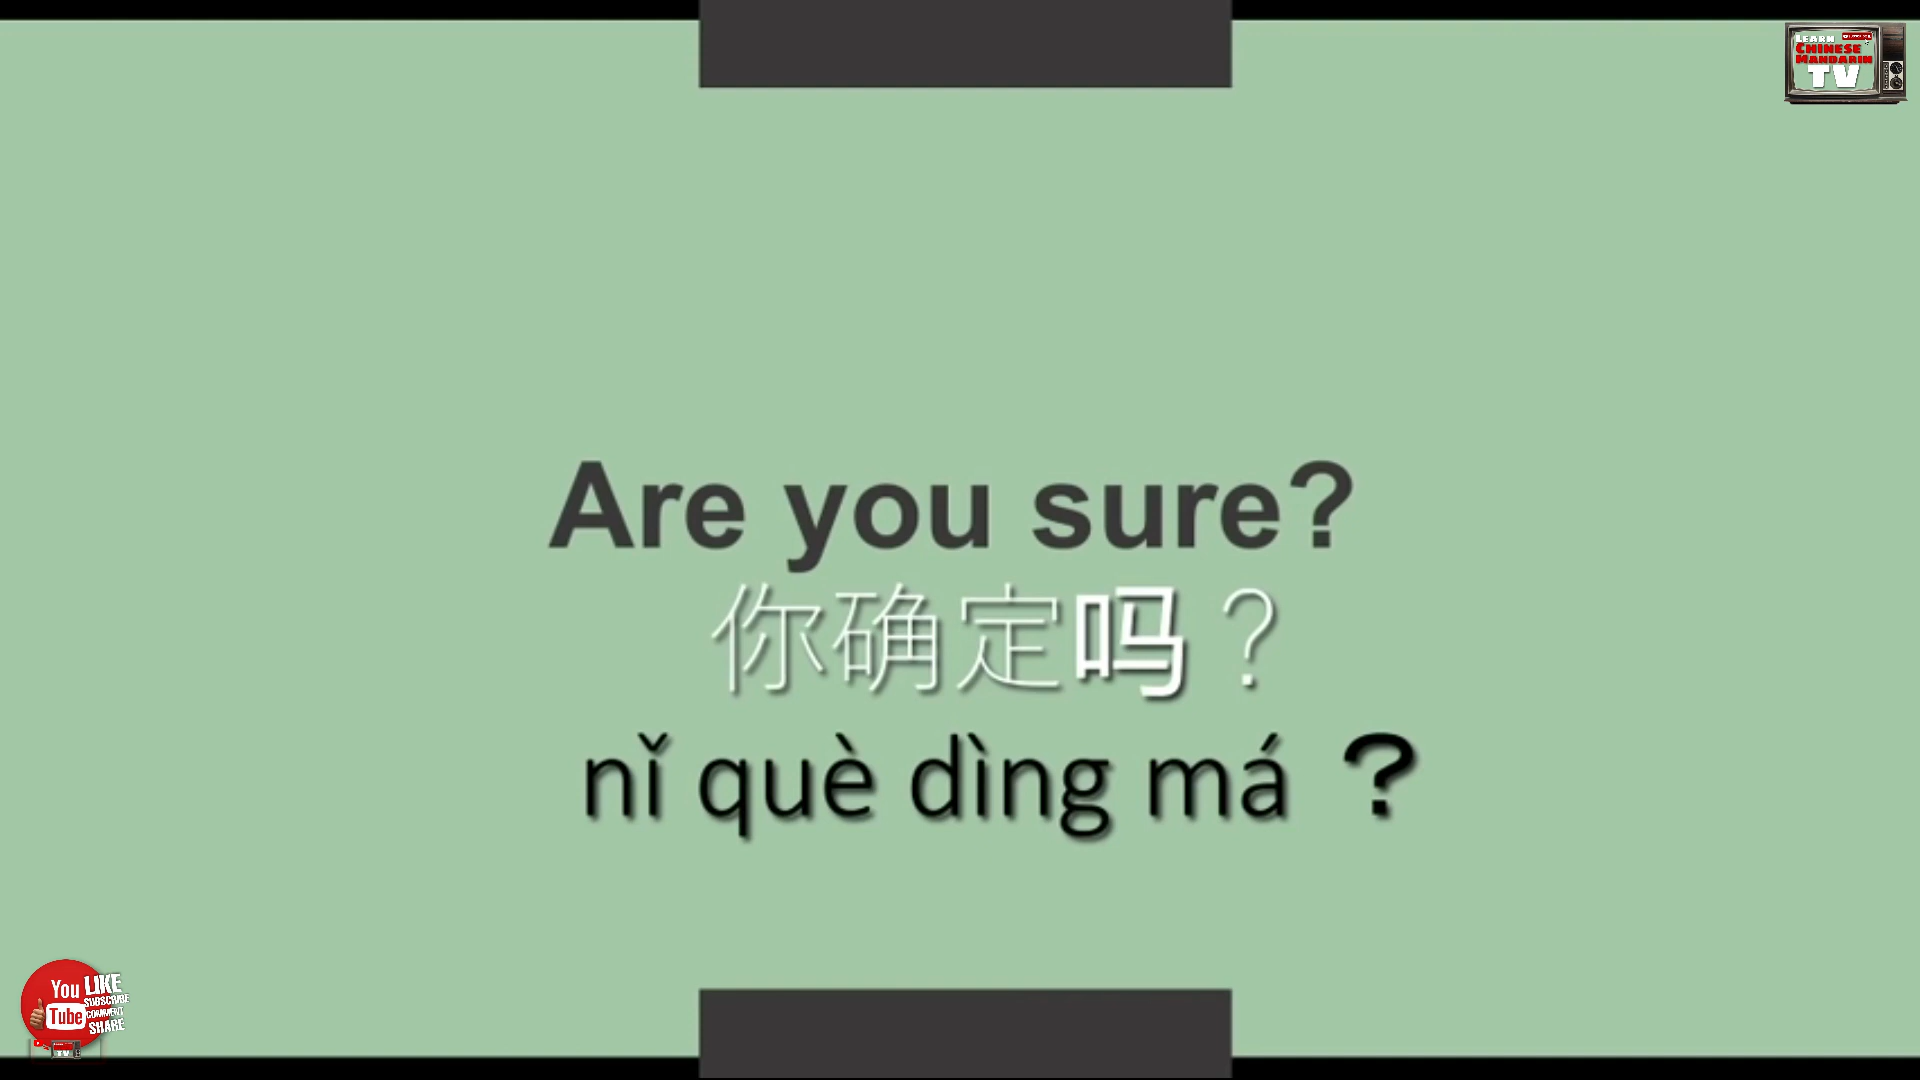 LEARN
CHINESE
MANDARIN
TV
Are you sure?
你确定吗？
nǐ què dìng má ？
You LIKE
Tube SUBSCRIBE
COMMENT
SHARE
TV